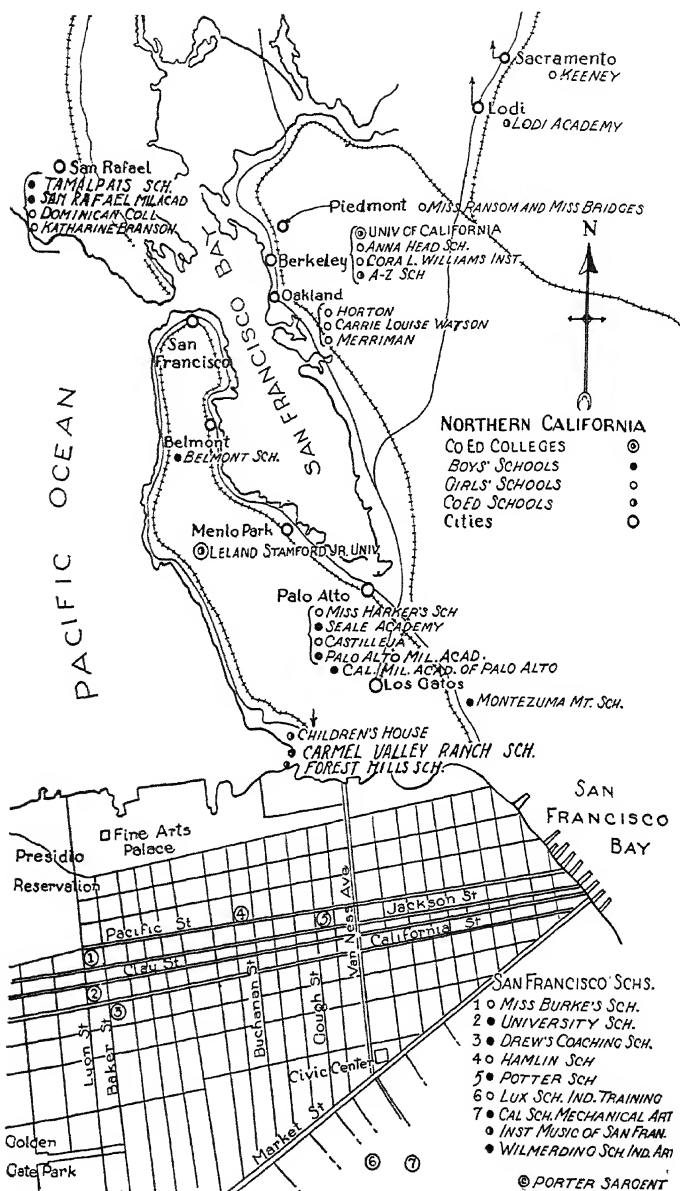 Sacramento
KEENEY
Lodi
LODI ACADEMY
San Rafael
TAMALPAIS SCH.
SAN RAFAEL MIL ACAD
DOMINICAN COLL
KATHARINE BRANSON
Piedmont
MISS RANSOM AND MISS BRIDGES
Berkeley
UNIV OF CALIFORNIA
ANNA HEAD SCH.
CORA L. WILLIAMS INST.
A-Z SCH
N
Oakland
HORTON
CARRIE LOUISE WATSON
MERRIMAN
SAN FRANCISCO BAY
San
Francisco
PACIFIC OCEAN
Belmont
BELMONT SCH.
NORTHERN CALIFORNIA
CO ED COLLEGES
BOYS' SCHOOLS
GIRLS' SCHOOLS
CO ED SCHOOLS
Cities
Menlo Park
LELAND STAMFORD JR. UNIV.
Palo Alto
MISS HARKER'S SCH
SEALE ACADEMY
CASTILLEJA
PALO ALTO MIL. ACAD.
CAL. MIL. ACAD. OF PALO ALTO
Los Gatos
MONTEZUMA MT. SCH.
CHILDREN'S HOUSE
CARMEL VALLEY RANCH SCH.
FOREST HILLS SCH.
SAN
FRANCISCO
BAY
Fine Arts
Palace
Presidio
Reservation
Pacific St
Jackson St
Clay St
California St
Van Ness Ave
Buchanan St
Gough St
Lyon St
Baker St
1
2
3
4
5
Civic Center
Market St
Golden
Gate Park
6
7
SAN FRANCISCO SCHS.
1 MISS BURKE'S SCH.
2 UNIVERSITY SCH.
3 DREW'S COACHING SCH.
4 HAMLIN SCH
5 POTTER SCH
6 LUX SCH. IND. TRAINING
7 CAL SCH. MECHANICAL ART
INST MUSIC OF SAN FRAN.
WILMERDING SCH. IND. ART
© PORTER SARGENT